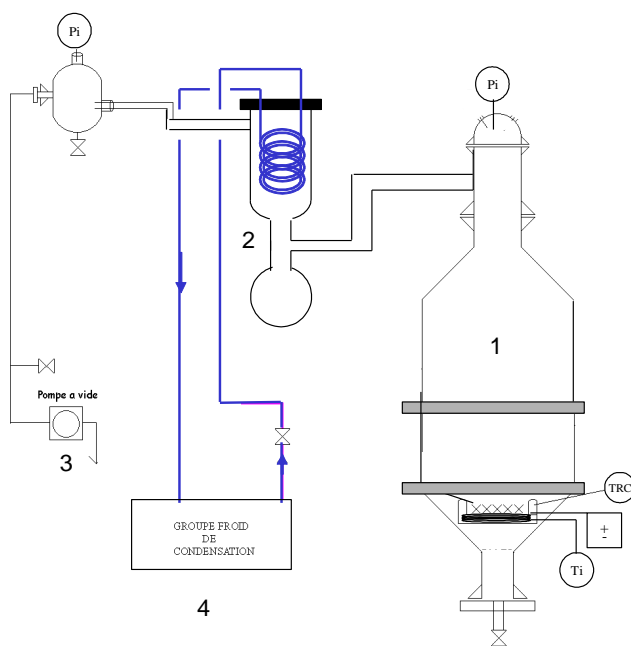 Pi
Pi
2
1
Pompe a vide
3
TRC
+
-
GROUPE FROID
DE
CONDENSATION
Ti
4